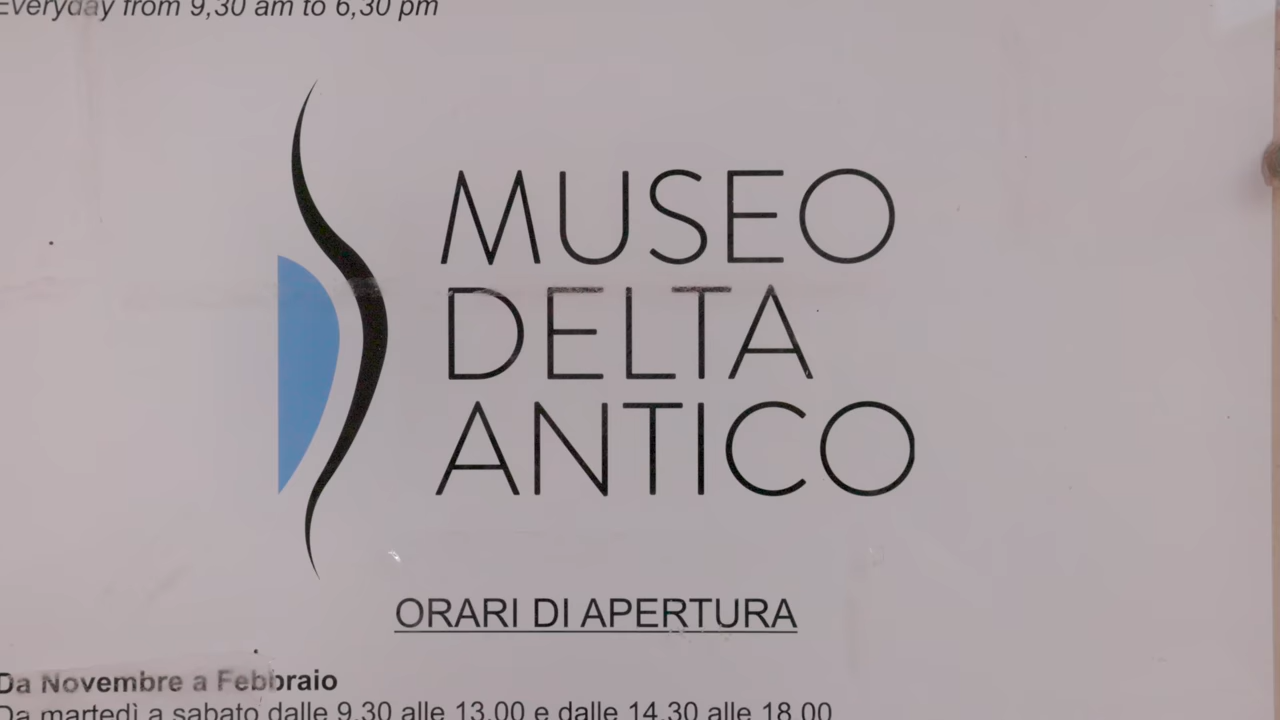 Everyday from 9,30 am to 6,30 pm
MUSEO
DELTA
ANTICO
ORARI DI APERTURA
Da Novembre a Febbraio
Da martedì a sabato dalle 9.30 alle 13.00 e dalle 14.30 alle 18.00